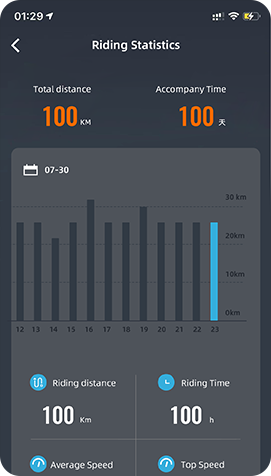 01:29
Riding Statistics
Total distance Accompany Time
100 KM 100 天
07-30
30 km
20km
10km
0km
12 13 14 15 16 17 18 19 20 21 22 23
Riding distance Riding Time
100 Km 100 h
Average Speed Top Speed